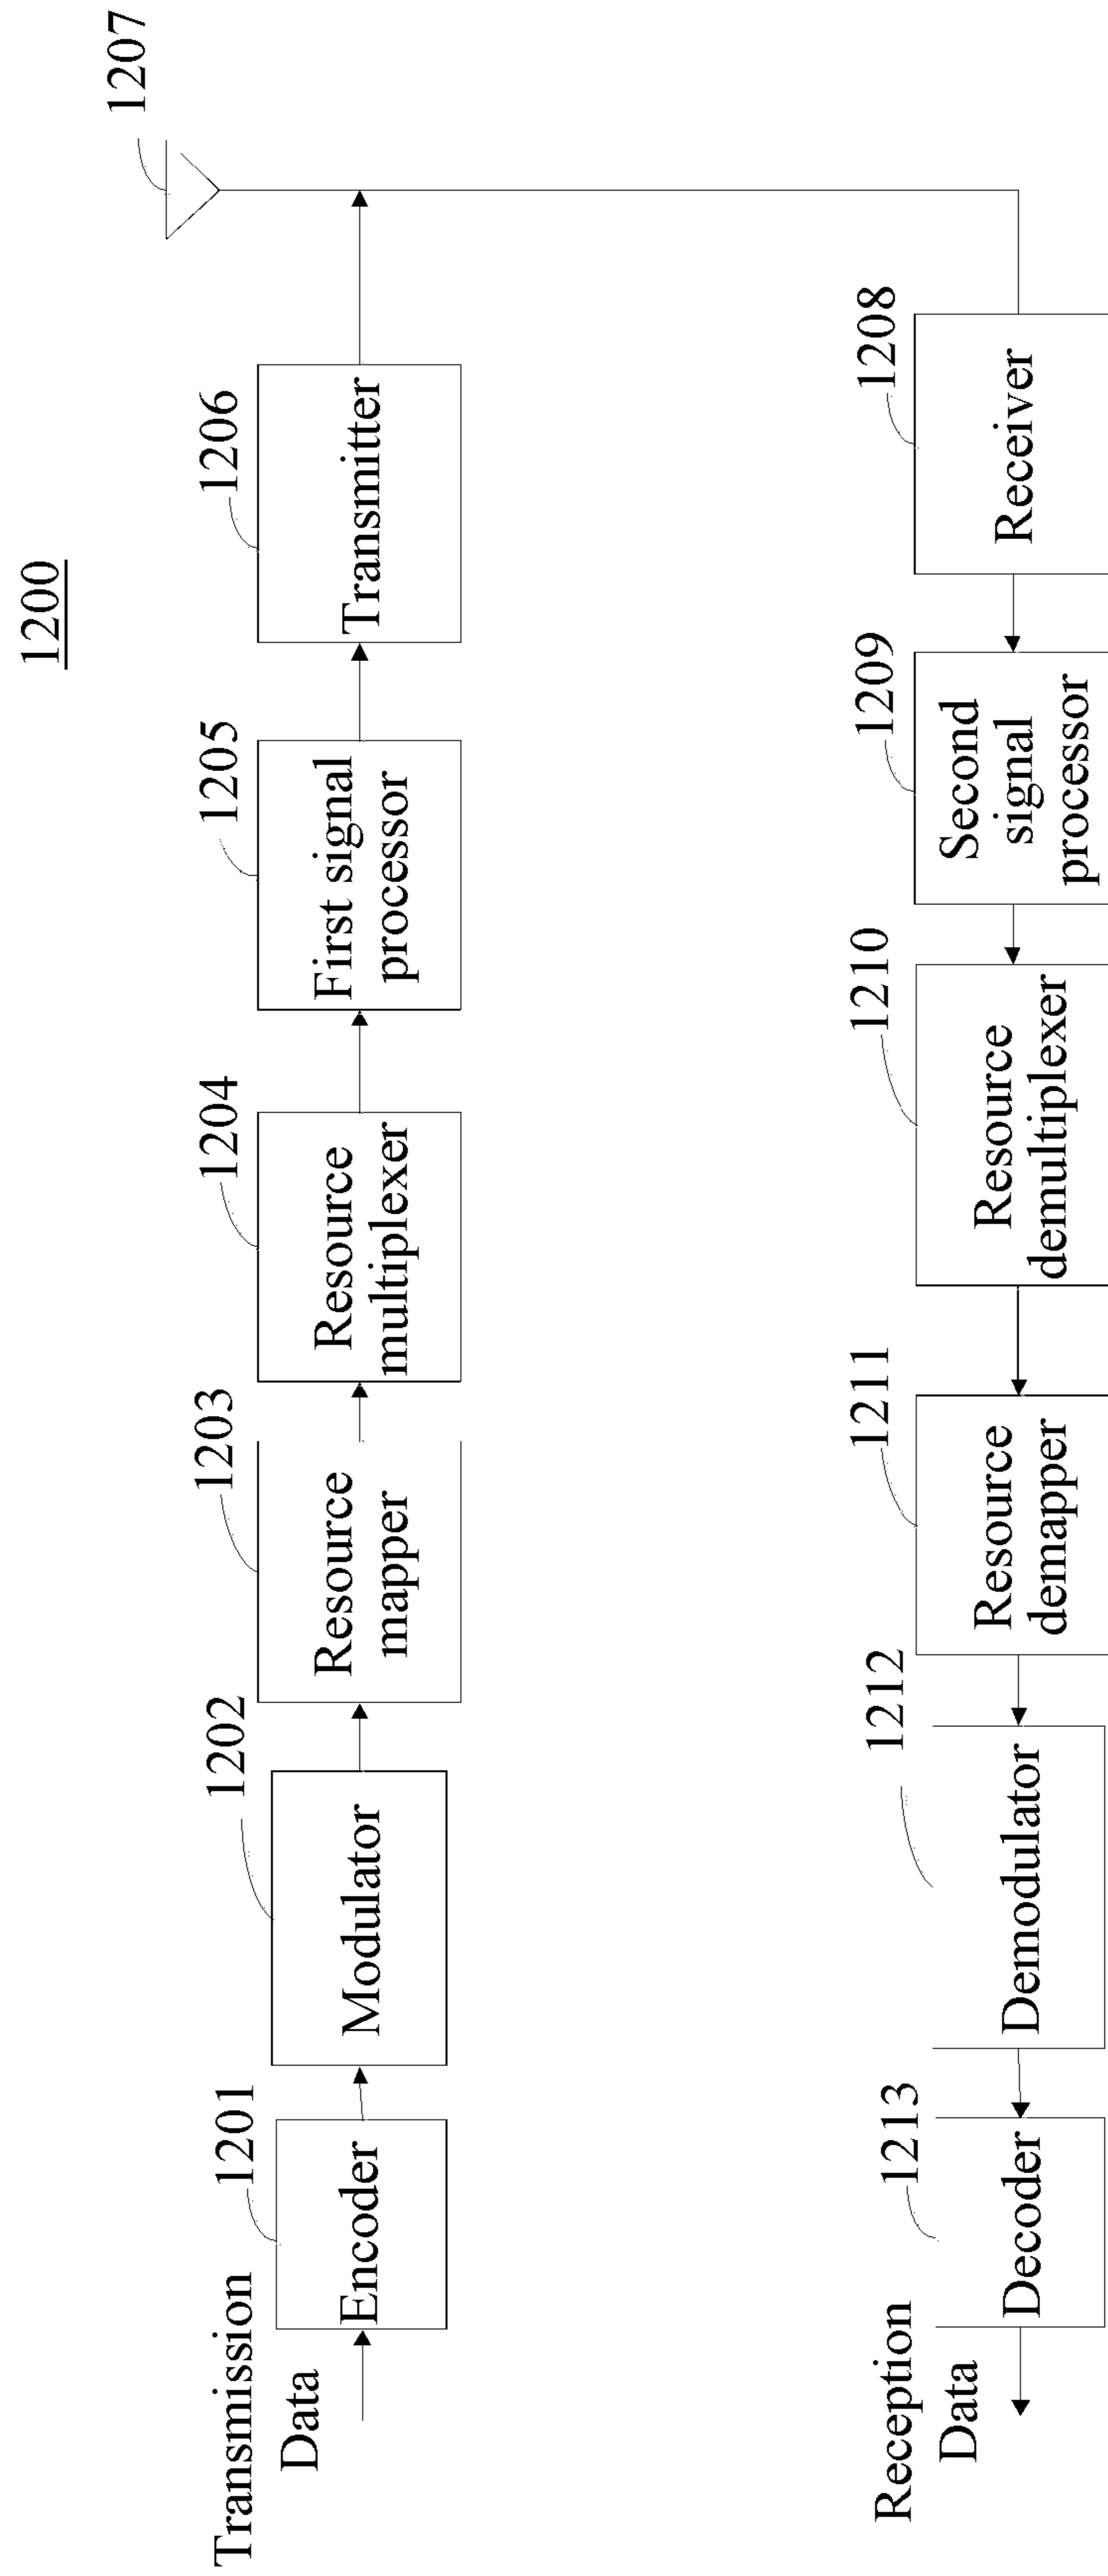 1200
1207
1201
1202
1203
1204
1205
1206
Transmission
Data
Encoder
Modulator
Resource
mapper
Resource
multiplexer
First signal
processor
Transmitter
1213
1212
1211
1210
1209
1208
Reception
Data
Decoder
Demodulator
Resource
demapper
Resource
demultiplexer
Second
signal
processor
Receiver